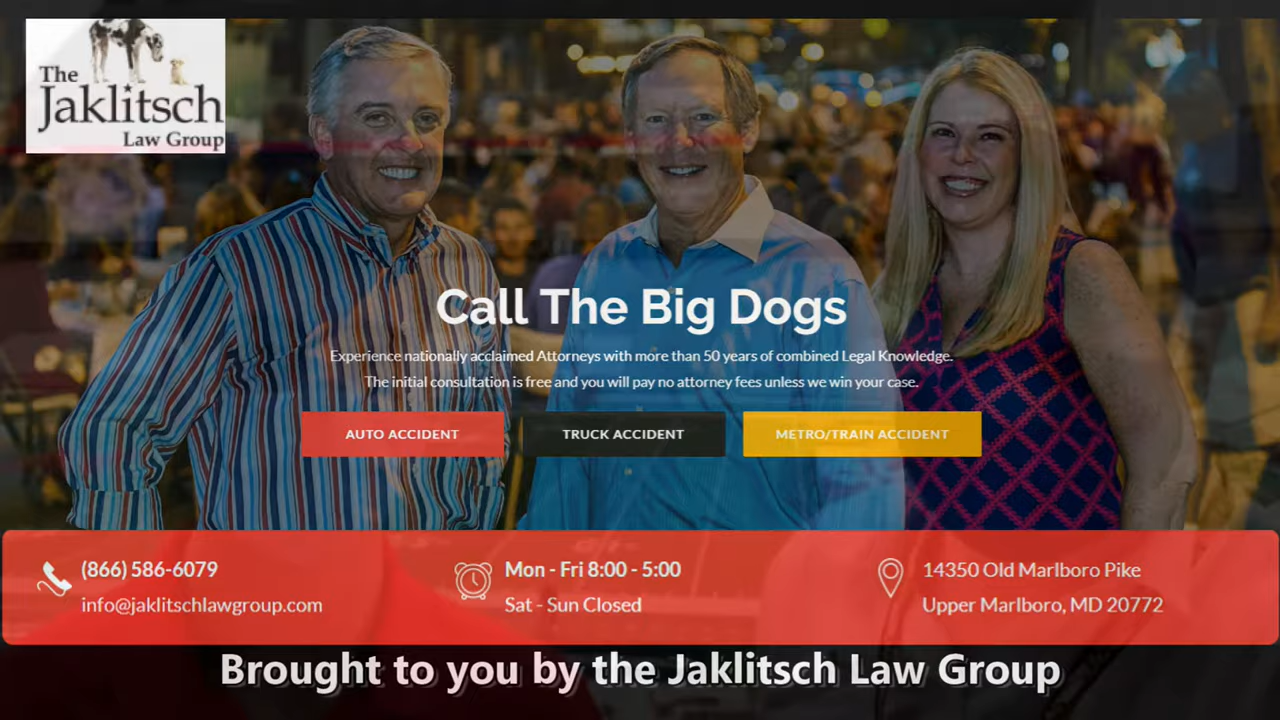 The
Jaklitsch
Law Group
Call The Big Dogs
Experience nationally acclaimed Attorneys with more than 50 years of combined Legal Knowledge.
The initial consultation is free and you will pay no attorney fees unless we win your case.
AUTO ACCIDENT
TRUCK ACCIDENT
METRO/TRAIN ACCIDENT
(866) 586-6079
info@jaklitschlawgroup.com
Mon - Fri 8:00 - 5:00
Sat - Sun Closed
14350 Old Marlboro Pike
Upper Marlboro, MD 20772
Brought to you by the Jaklitsch Law Group